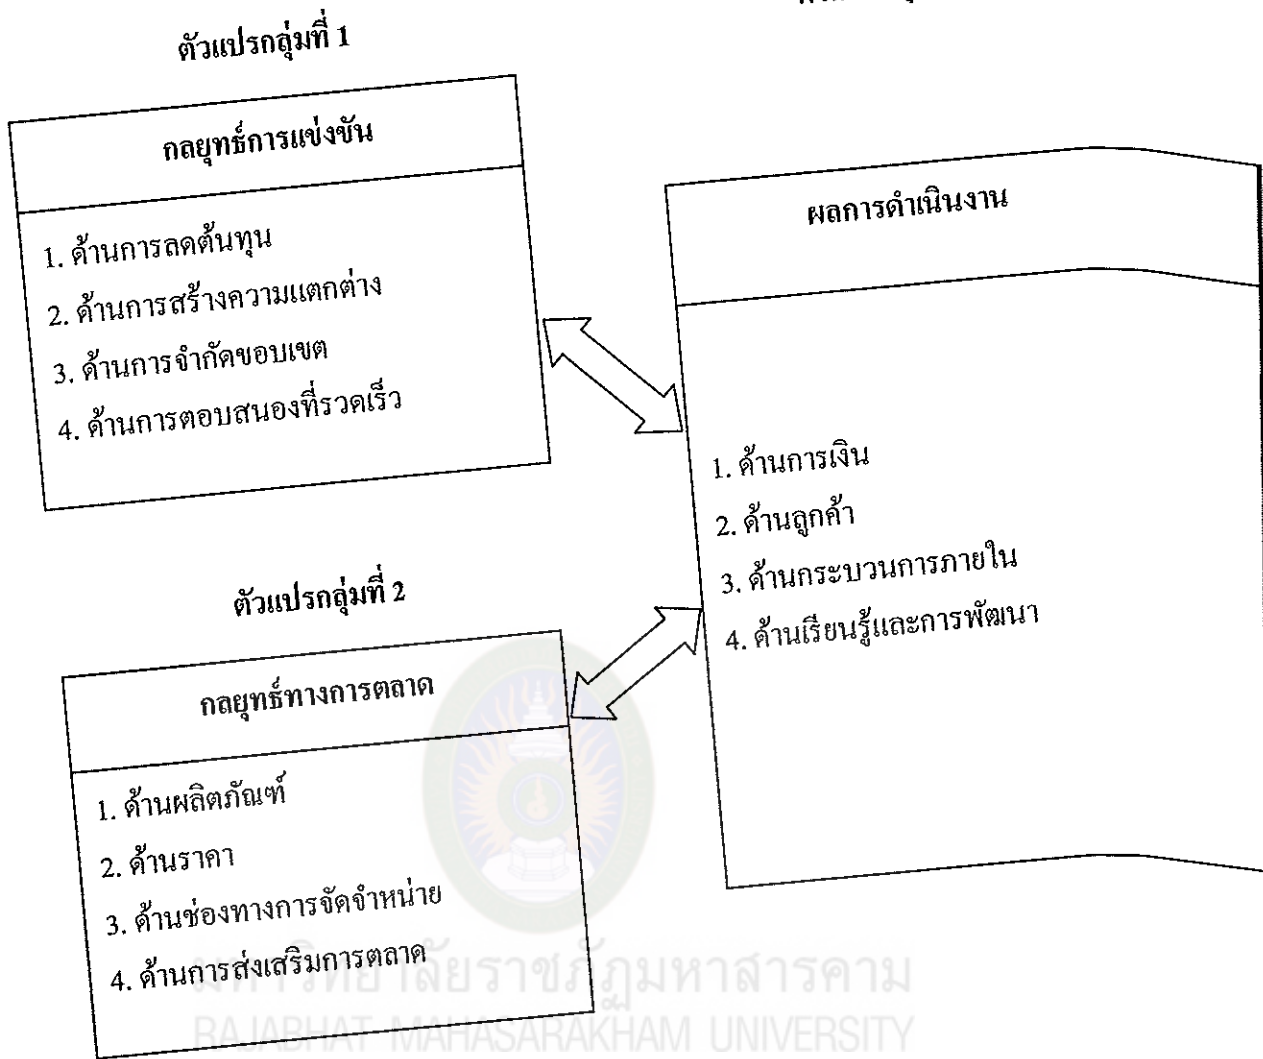 ตัวแปรกลุ่มที่ 1
กลยุทธ์การแข่งขัน
1. ด้านการลดต้นทุน
2. ด้านการสร้างความแตกต่าง
3. ด้านการจำกัดขอบเขต
4. ด้านการตอบสนองที่รวดเร็ว
ตัวแปรกลุ่มที่ 2
กลยุทธ์ทางการตลาด
1. ด้านผลิตภัณฑ์
2. ด้านราคา
3. ด้านช่องทางการจัดจำหน่าย
4. ด้านการส่งเสริมการตลาด
ผลการดำเนินงาน
1. ด้านการเงิน
2. ด้านลูกค้า
3. ด้านกระบวนการภายใน
4. ด้านเรียนรู้และการพัฒนา
มหาวิทยาลัยราชภัฏมหาสารคาม
RAJABHAT MAHASARAKHAM UNIVERSITY